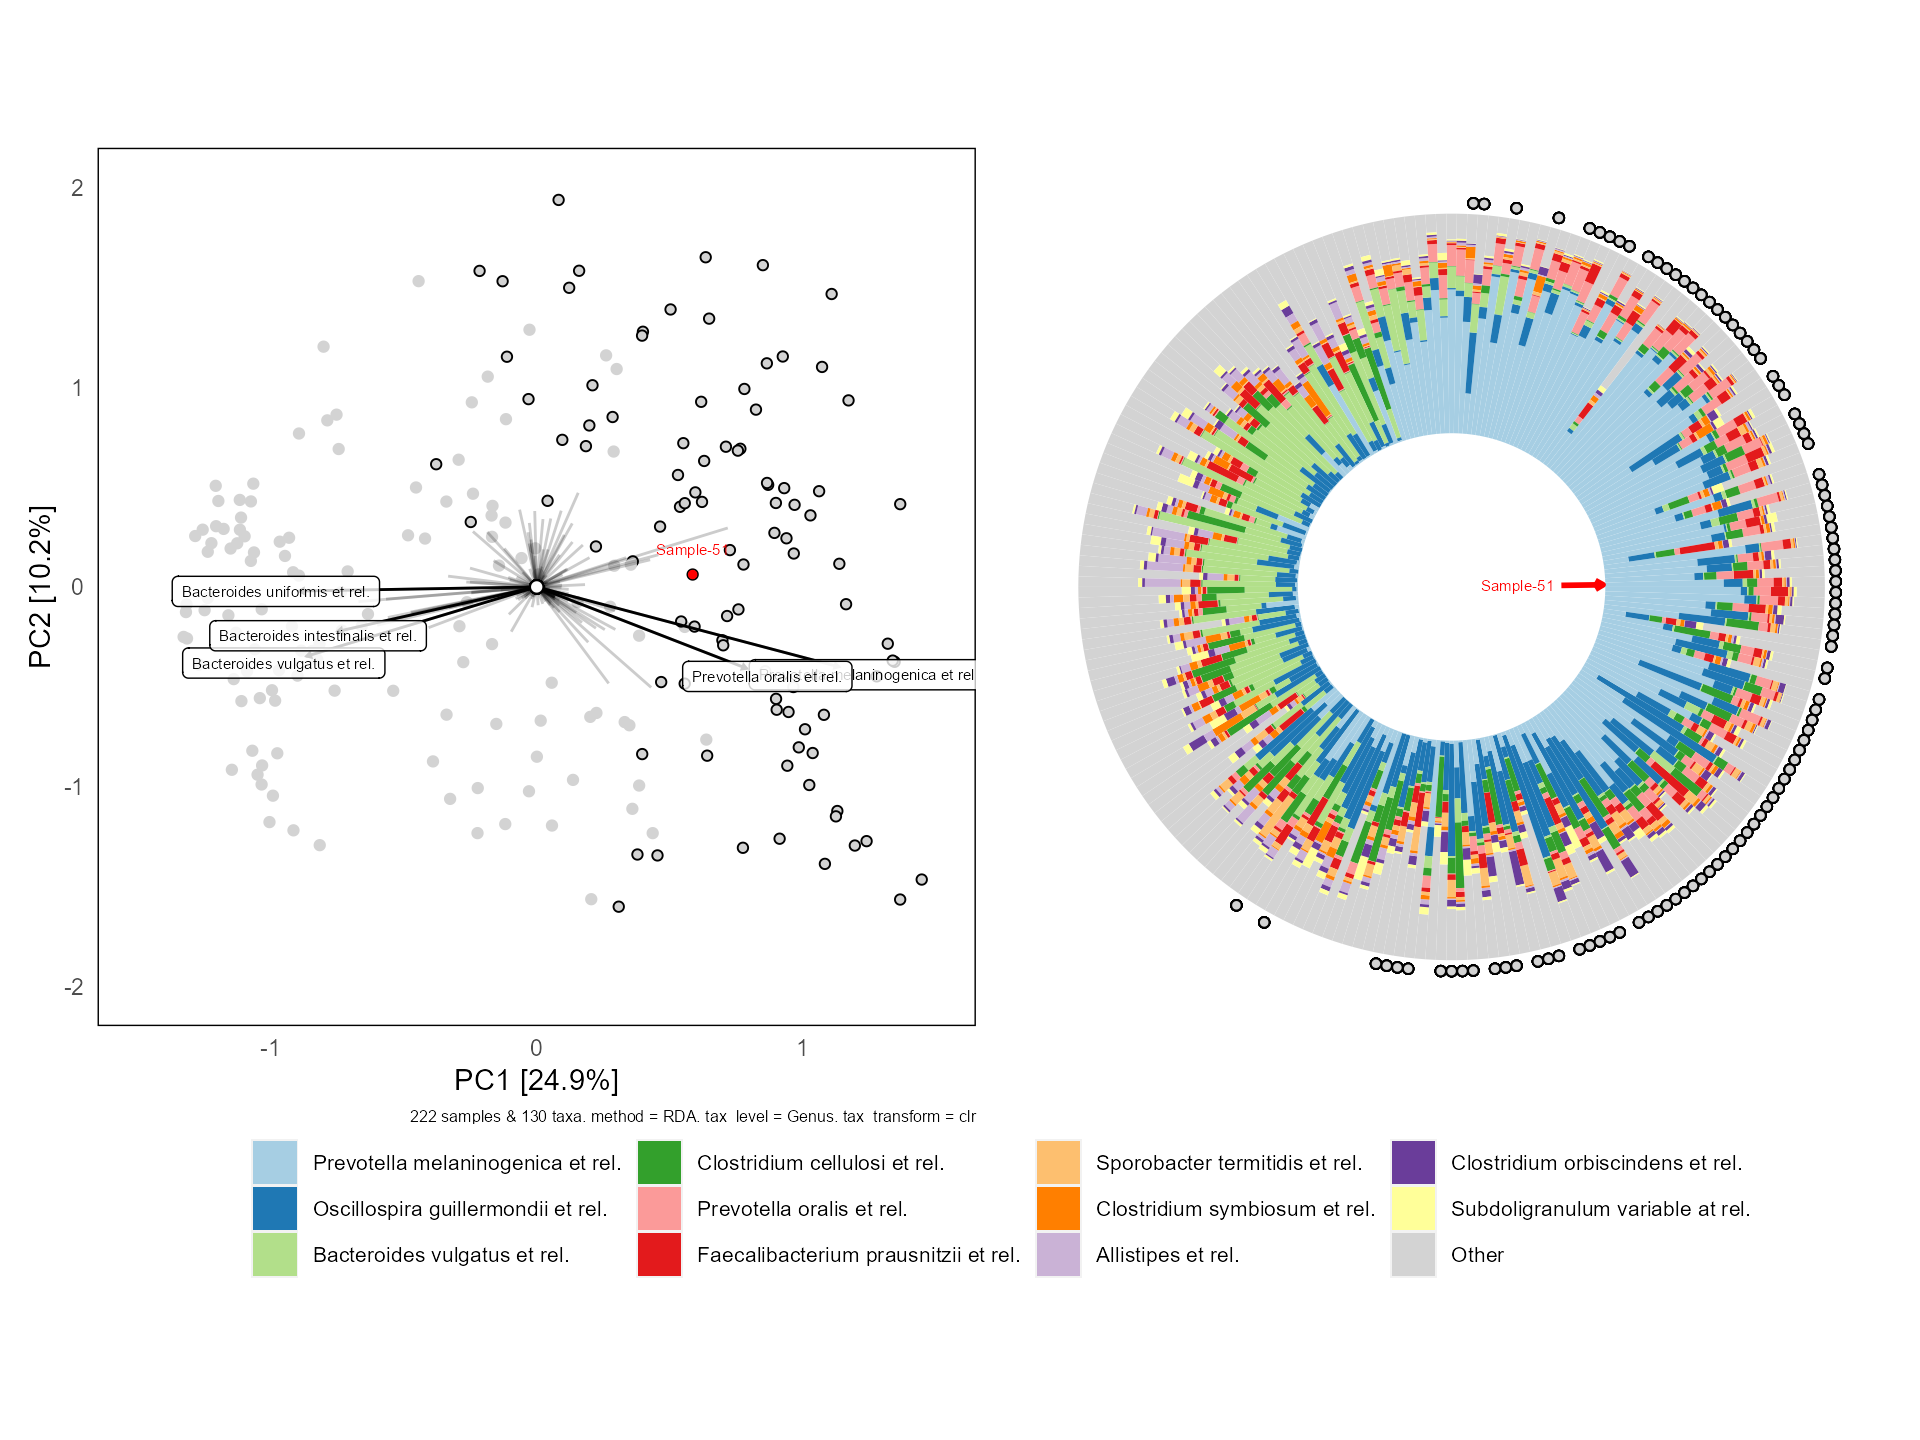 2
1
0
-1
-2
PC2 [10.2%]
Sample-5
Bacteroides uniformis et rel.
Bacteroides intestinalis et rel.
Bacteroides vulgatus et rel.
Prevotella oralis et rel.
laninogenica et rel
-1
0
1
PC1 [24.9%]
222 samples & 130 taxa. method = RDA. tax level = Genus. tax transform = clr
Sample-51
Prevotella melaninogenica et rel.
Oscillospira guillermondii et rel.
Bacteroides vulgatus et rel.
Clostridium cellulosi et rel.
Prevotella oralis et rel.
Faecalibacterium prausnitzii et rel.
Sporobacter termitidis et rel.
Clostridium symbiosum et rel.
Allistipes et rel.
Clostridium orbiscindens et rel.
Subdoligranulum variable at rel.
Other